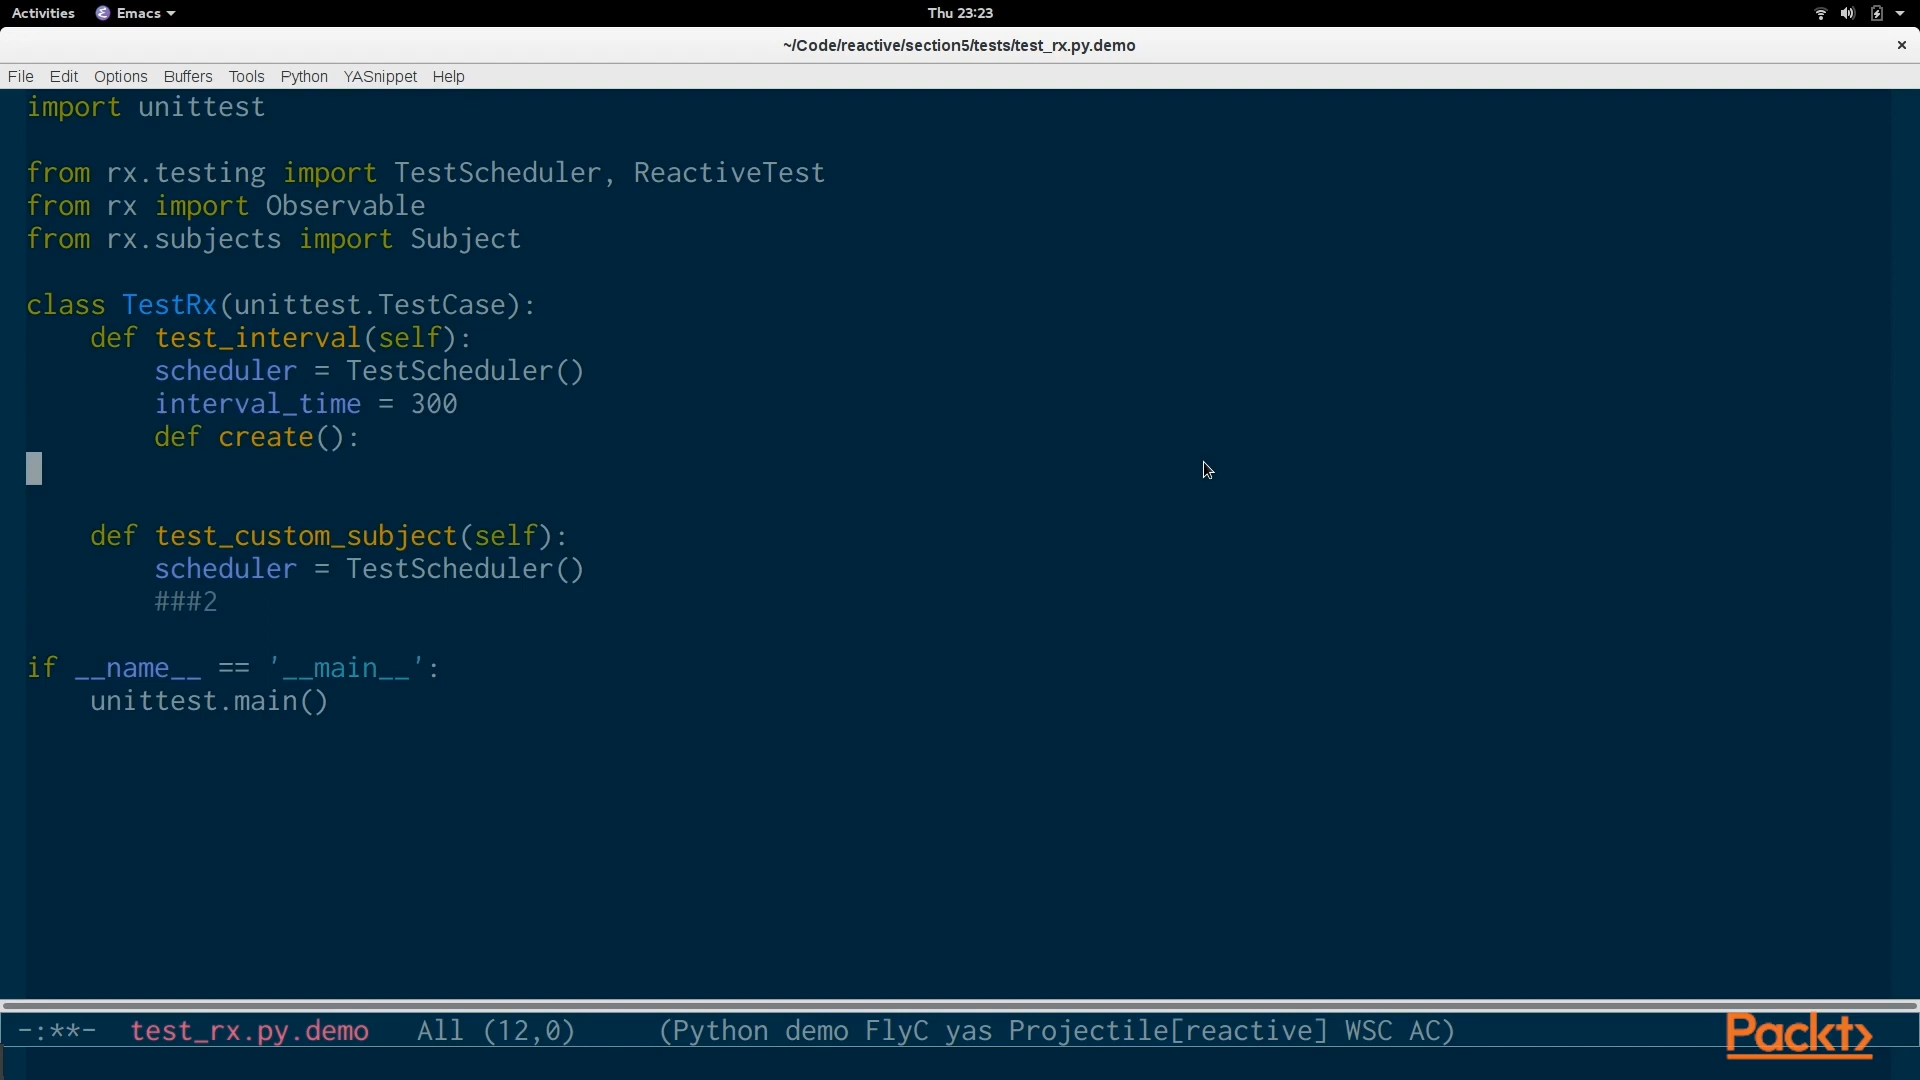 Activities Emacs Thu 23:23
~/Code/reactive/section5/tests/test_rx.py.demo
File Edit Options Buffers Tools Python YASnippet Help
import unittest
from rx.testing import TestScheduler, ReactiveTest
from rx import Observable
from rx.subjects import Subject
class TestRx(unittest.TestCase):
def test_interval(self):
scheduler = TestScheduler()
interval_time = 300
def create():
def test_custom_subject(self):
scheduler = TestScheduler()
###2
if __name__ == '__main__':
unittest.main()
-:**- test_rx.py.demo All (12,0) (Python demo FlyC yas Projectile[reactive] WSC AC)
Packt>